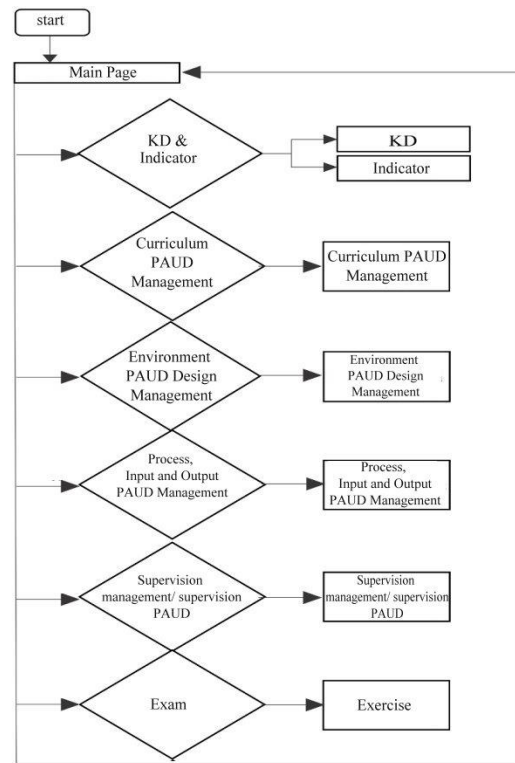 start
Main Page
KD &
Indicator
KD
Indicator
Curriculum
PAUD
Management
Curriculum PAUD
Management
Environment
PAUD Design
Management
Environment
PAUD Design
Management
Process,
Input and Output
PAUD Management
Process,
Input and Output
PAUD Management
Supervision
management/ supervision
PAUD
Supervision
management/ supervision
PAUD
Exam
Exercise